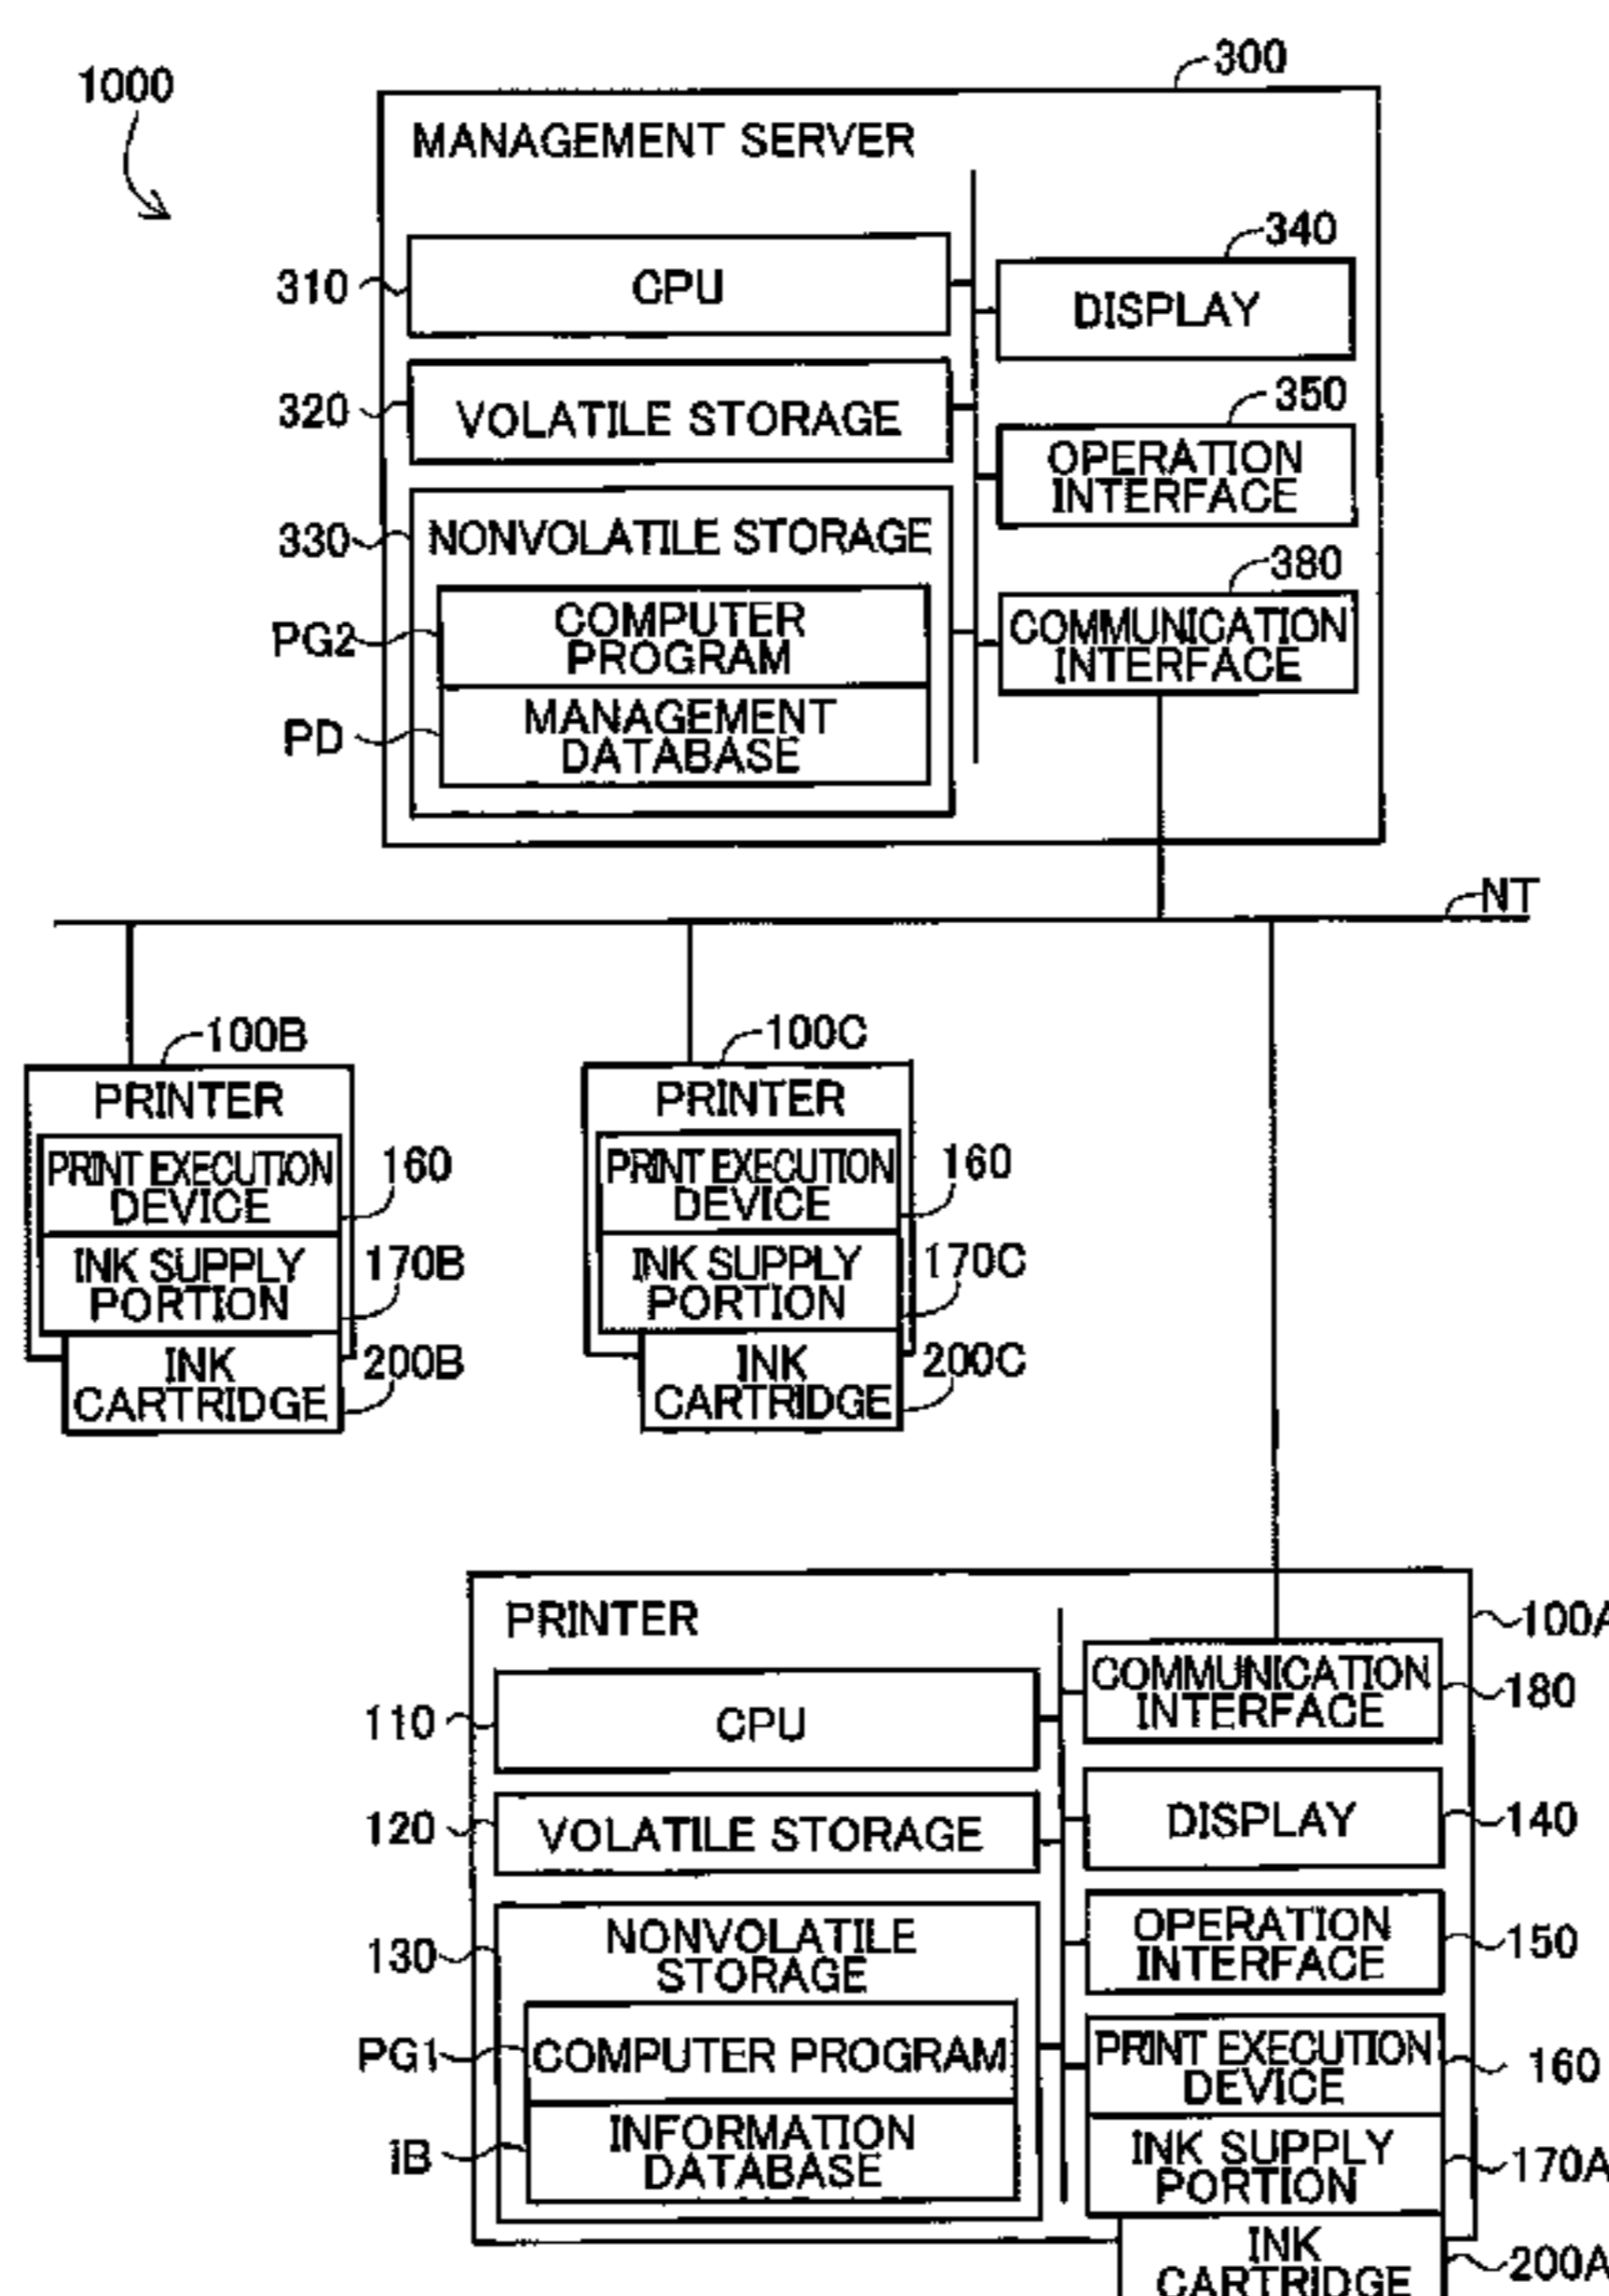 1000
300
MANAGEMENT SERVER
310
CPU
340
DISPLAY
320
VOLATILE STORAGE
350
OPERATION
INTERFACE
330
NONVOLATILE STORAGE
380
COMMUNICATION
INTERFACE
PG2
COMPUTER
PROGRAM
PD
MANAGEMENT
DATABASE
NT
100B
PRINTER
PRINT EXECUTION
DEVICE
160
INK SUPPLY
PORTION
170B
INK
CARTRIDGE
200B
100C
PRINTER
PRINT EXECUTION
DEVICE
160
INK SUPPLY
PORTION
170C
INK
CARTRIDGE
200C
PRINTER
100A
110
CPU
COMMUNICATION
INTERFACE
180
120
VOLATILE STORAGE
DISPLAY
140
130
NONVOLATILE
STORAGE
OPERATION
INTERFACE
150
PG1
COMPUTER PROGRAM
PRINT EXECUTION
DEVICE
160
IB
INFORMATION
DATABASE
INK SUPPLY
PORTION
170A
INK
CARTRIDGE
200A